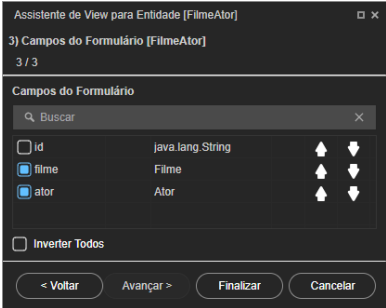 Assistente de View para Entidade [FilmeAtor]
3) Campos do Formulário [FilmeAtor]
3 / 3
Campos do Formulário
Buscar
id java.lang.String
filme Filme
ator Ator
Inverter Todos
< Voltar Avançar > Finalizar Cancelar